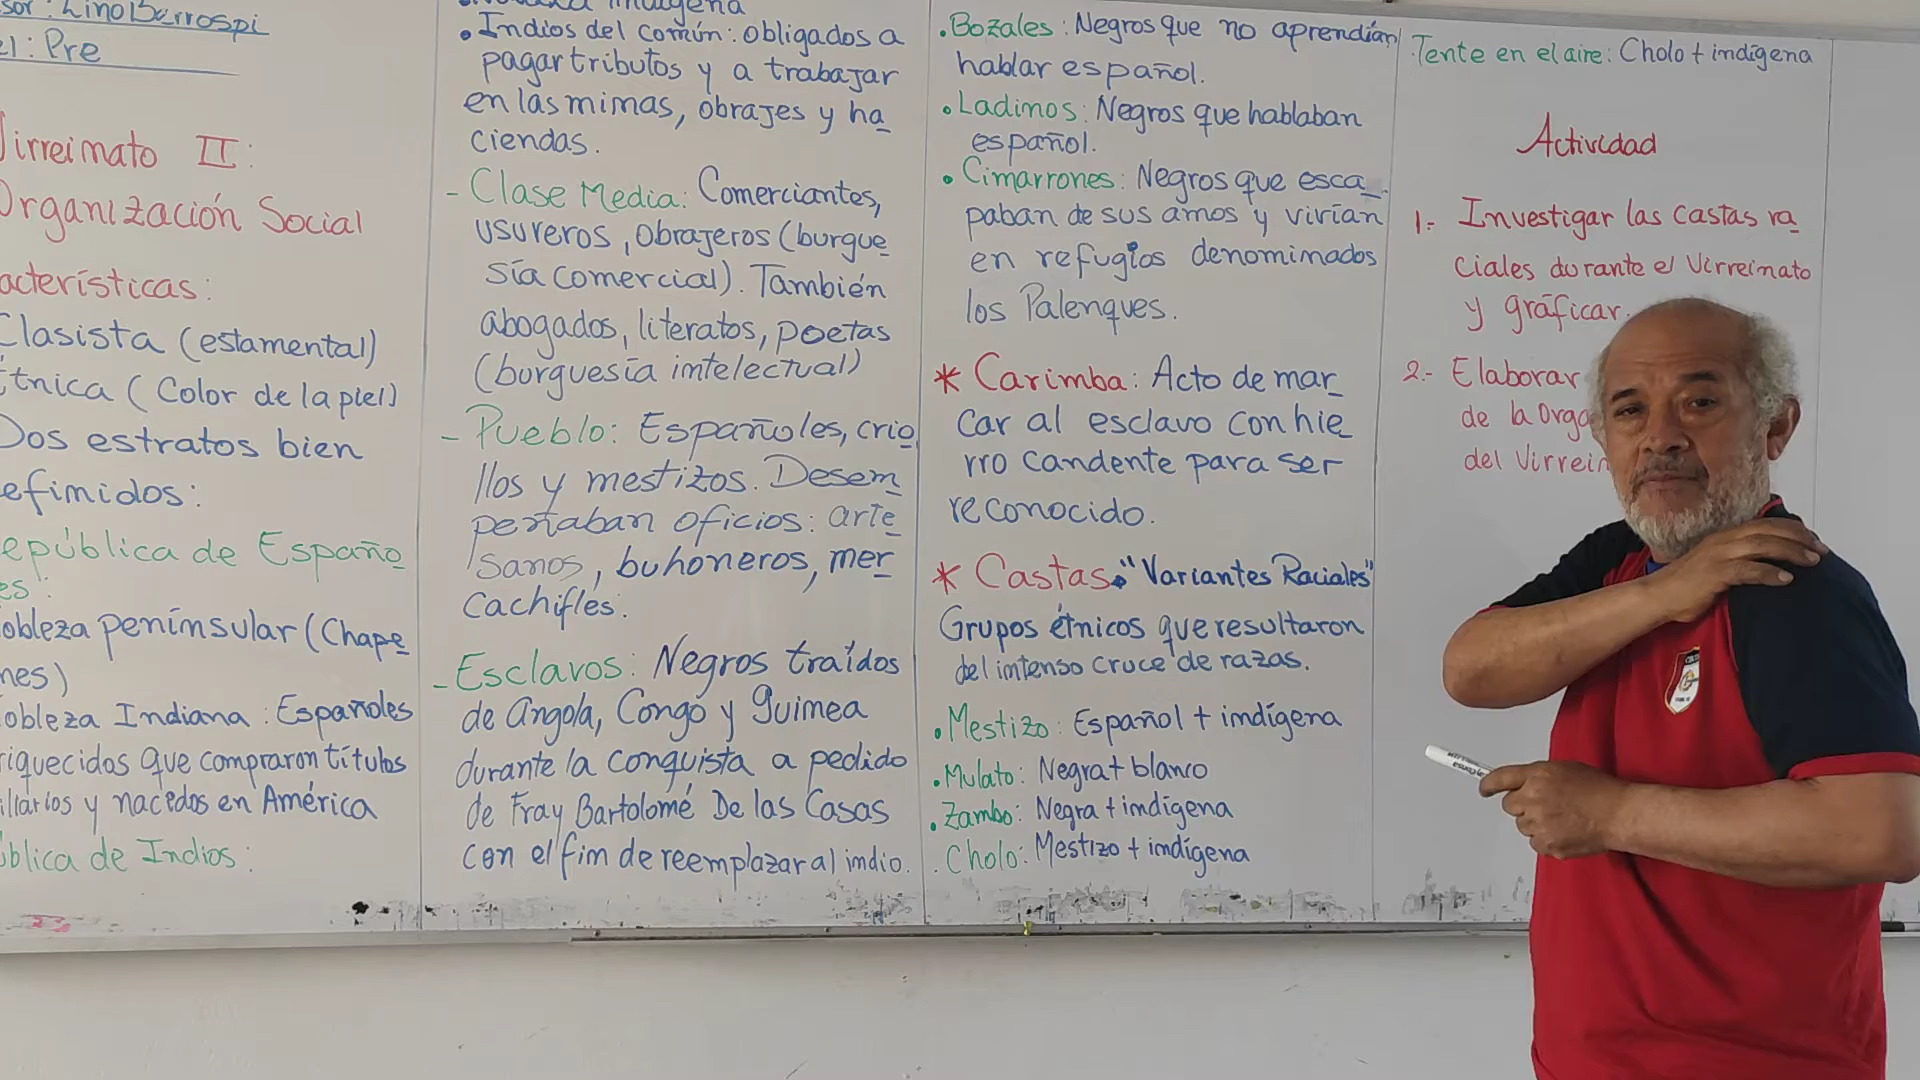 sor: Lino Barrospi
el: Pre
Virreinato II:
Organización Social
acterísticas:
Clasista (estamental)
Étnica (Color de la piel)
Dos estratos bien
efinidos:
epública de Españo
es:
obleza peninsular (Chape
nes)
obleza Indiana: Españoles
riquecidos que compraron títulos
illarios y nacidos en América
ública de Indios:
indígena
• Indios del común: obligados a
pagar tributos y a trabajar
en las minas, obrajes y ha
ciendas.
- Clase Media: Comerciantes,
usureros, obrajeros (burgue
sía comercial). También
abogados, literatos, poetas
(burguesía intelectual)
- Pueblo: Españoles, crio
llos y mestizos. Desem
peñaban oficios: arte
sanos, buhoneros, mer
cachifles.
- Esclavos: Negros traídos
de Angola, Congo y Guinea
durante la conquista a pedido
de Fray Bartolomé De las Casas
con el fin de reemplazar al indio.
• Bozales: Negros que no aprendían
hablar español.
• Ladinos: Negros que hablaban
español.
• Cimarrones: Negros que esca
paban de sus amos y vivían
en refugios denominados
los Palenques.
* Carimba: Acto de mar
car al esclavo con hie
rro candente para ser
reconocido.
* Castas: "Variantes Raciales"
Grupos étnicos que resultaron
del intenso cruce de razas.
• Mestizo: Español + indígena
• Mulato: Negra + blanco
• Zambo: Negra + indígena
• Cholo: Mestizo + indígena
Tente en el aire: Cholo + indígena
Actividad
1.- Investigar las castas ra
ciales durante el Virreinato
y gráficar.
2.- Elaborar
de la Orga
del Virrein